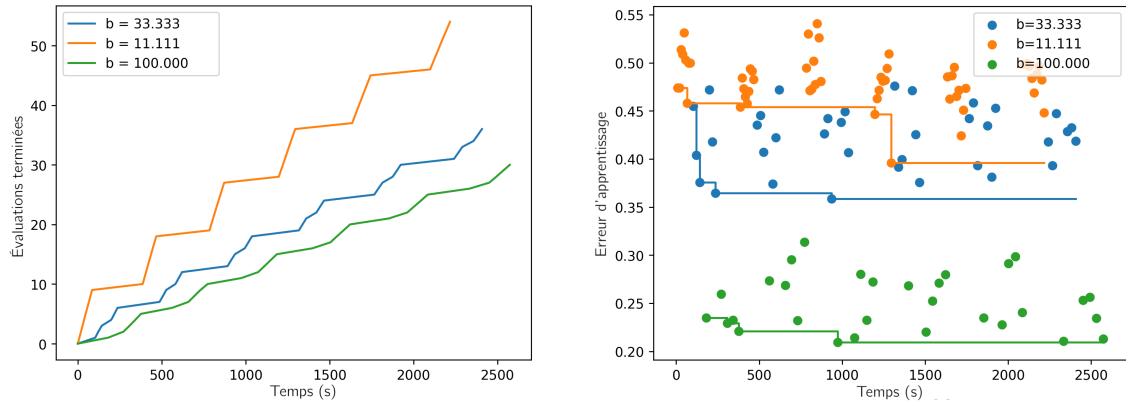 b = 33.333
b = 11.111
b = 100.000
Évaluations terminées
0
10
20
30
40
50
0
500
1000
1500
2000
2500
Temps (s)
b=33.333
b=11.111
b=100.000
Erreur d'apprentissage
0.55
0.50
0.45
0.40
0.35
0.30
0.25
0.20
0
500
1000
1500
2000
2500
Temps (s)